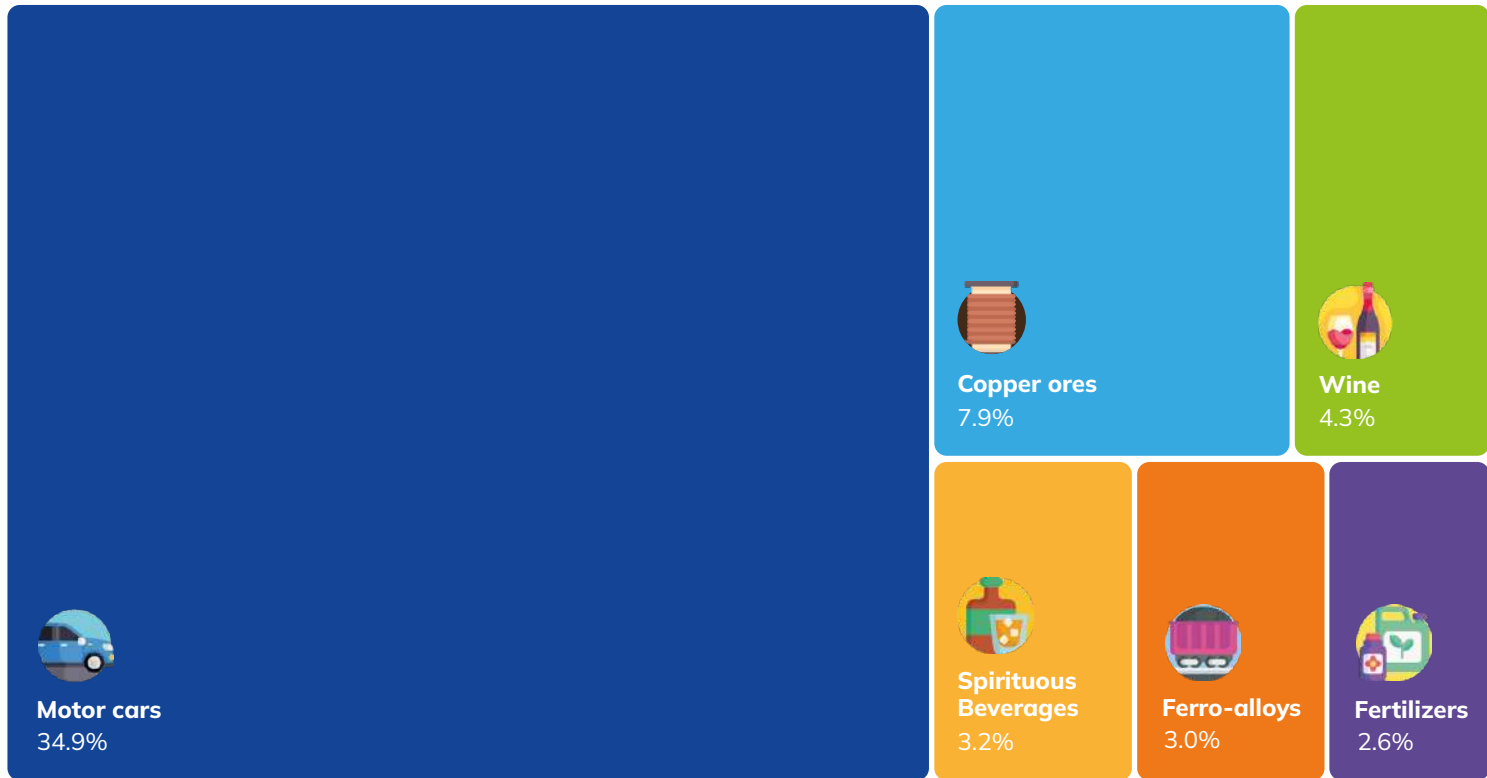 Motor cars
34.9%
Copper ores
7.9%
Wine
4.3%
Spirituous
Beverages
3.2%
Ferro-alloys
3.0%
Fertilizers
2.6%